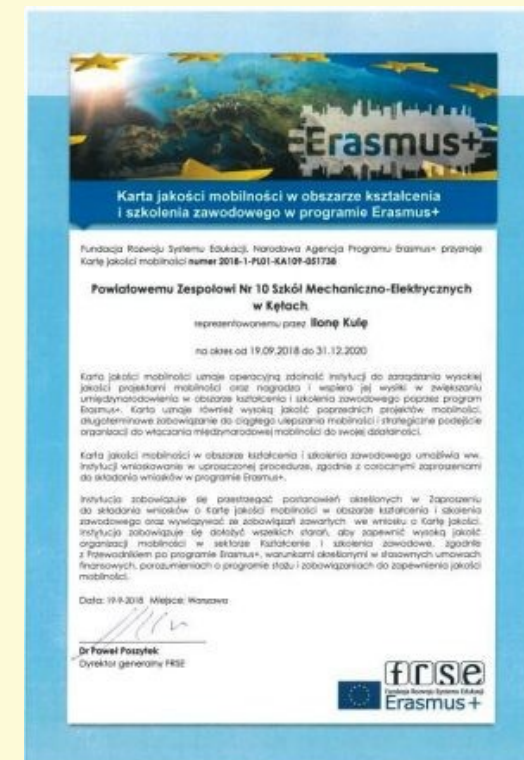 Erasmus+
Karta jakości mobilności w obszarze kształcenia
i szkolenia zawodowego w programie Erasmus+
Fundacja Rozwoju Systemu Edukacji, Narodowa Agencja Programu Erasmus+ przyznaje
Kartę jakości mobilności numer 2018-1-PL01-KA109-051738
Powiatowemu Zespołowi Nr 10 Szkół Mechaniczno-Elektrycznych
w Kętach
reprezentowanemu przez Ilonę Kulę
na okres od 19.09.2018 do 31.12.2020
Karta jakości mobilności uznaje operacyjną zdolność instytucji do zarządzania wysokiej
jakości projektami mobilności oraz nagradza i wspiera jej wysiłki w zwiększaniu
umiędzynarodowienia w obszarze kształcenia i szkolenia zawodowego poprzez program
Erasmus+. Karta uznaje również wysoką jakość poprzednich projektów mobilności,
długoterminowe zobowiązanie do ciągłego ulepszania mobilności i strategiczne podejście
organizacji do włączania międzynarodowej mobilności do swojej działalności.
Karta jakości mobilności w obszarze kształcenia i szkolenia zawodowego umożliwia ww.
instytucji wnioskowanie w uproszczonej procedurze, zgodnie z corocznymi zaproszeniami
do składania wniosków w programie Erasmus+.
Instytucja zobowiązuje się przestrzegać postanowień określonych w Zaproszeniu
do składania wniosków o Kartę jakości mobilności w obszarze kształcenia i szkolenia
zawodowego oraz wywiązywać ze zobowiązań zawartych we wniosku o Kartę jakości.
Instytucja zobowiązuje się dołożyć wszelkich starań, aby zapewnić wysoką jakość
organizacji mobilności w sektorze Kształcenie i szkolenia zawodowe, zgodnie
z Przewodnikiem po programie Erasmus+, warunkami określonymi w stosownych umowach
finansowych, porozumieniach o programie stażu i zobowiązaniach do zapewnienia jakości
mobilności.
Data: 19-9-2018 Miejsce: Warszawa
Dr Paweł Poszytek
Dyrektor generalny FRSE
frse
Fundacja Rozwoju Systemu Edukacji
Erasmus+